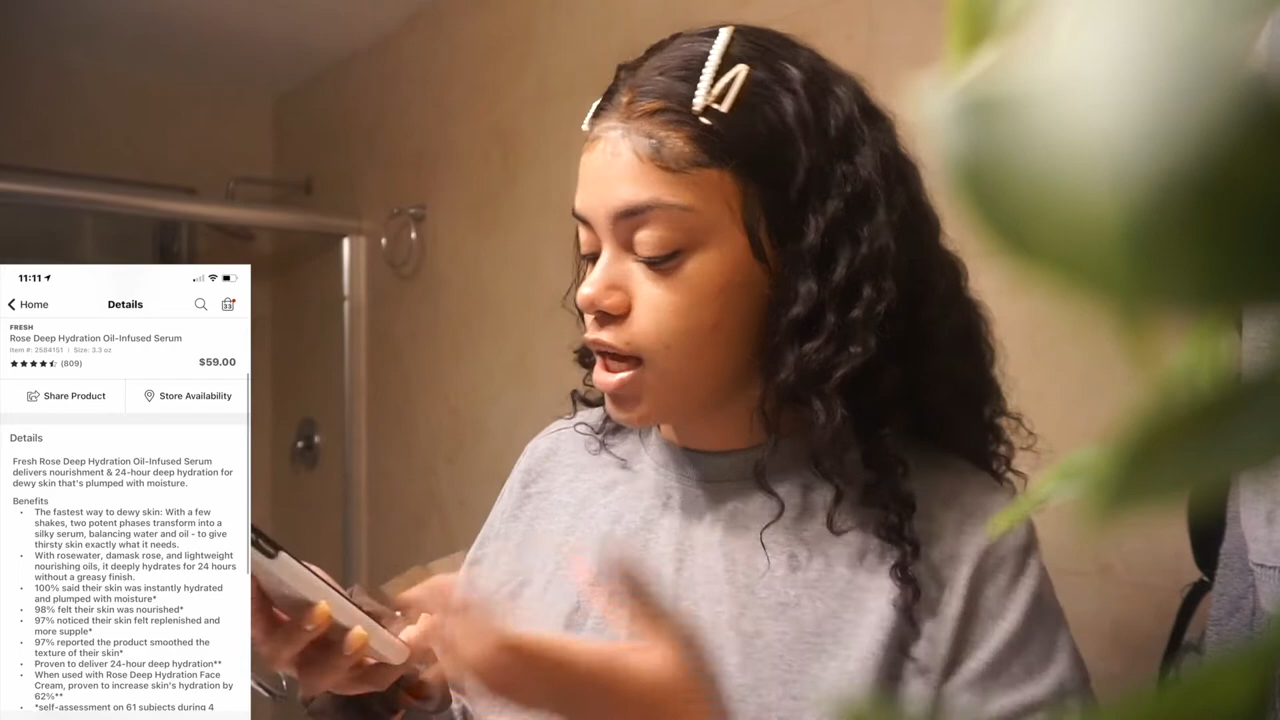 11:11
Home
Details
33
FRESH
Rose Deep Hydration Oil-Infused Serum
Item #: 2584151 | Size: 3.3 oz
(809)
$59.00
Share Product
Store Availability
Details
Fresh Rose Deep Hydration Oil-Infused Serum
delivers nourishment & 24-hour deep hydration for
dewy skin that's plumped with moisture.
Benefits
• The fastest way to dewy skin: With a few
shakes, two potent phases transform into a
silky serum, balancing water and oil - to give
thirsty skin exactly what it needs.
• With rosewater, damask rose, and lightweight
nourishing oils, it deeply hydrates for 24 hours
without a greasy finish.
• 100% said their skin was instantly hydrated
and plumped with moisture*
• 98% felt their skin was nourished*
• 97% noticed their skin felt replenished and
more supple*
• 97% reported the product smoothed the
texture of their skin*
• Proven to deliver 24-hour deep hydration**
• When used with Rose Deep Hydration Face
Cream, proven to increase skin's hydration by
62%**
• *self-assessment on 61 subjects during 4